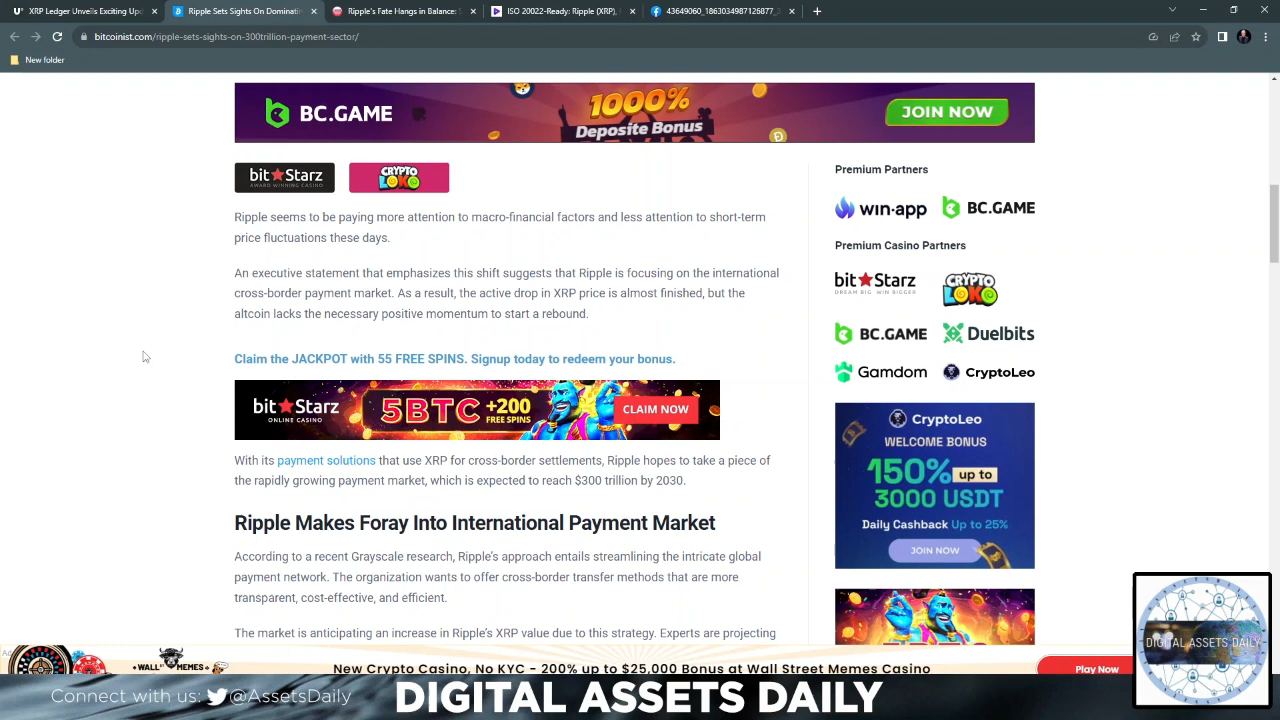 XRP Ledger Unveils Exciting Up
Ripple Sets Sights On Dominatin
Ripple's Fate Hangs in Balance: S
ISO 20022-Ready: Ripple (XRP), 
43649060_1863034987128877_3
bitcoinist.com/ripple-sets-sights-on-300trillion-payment-sector/
New folder
BC.GAME
1000%
Deposite Bonus
JOIN NOW
bitStarz
AWARD WINNING CASINO
CRYPTO
LOKO
Ripple seems to be paying more attention to macro-financial factors and less attention to short-term
price fluctuations these days.
An executive statement that emphasizes this shift suggests that Ripple is focusing on the international
cross-border payment market. As a result, the active drop in XRP price is almost finished, but the
altcoin lacks the necessary positive momentum to start a rebound.
Claim the JACKPOT with 55 FREE SPINS. Signup today to redeem your bonus.
bitStarz
ONLINE CASINO
5BTC +200
FREE SPINS
CLAIM NOW
With its payment solutions that use XRP for cross-border settlements, Ripple hopes to take a piece of
the rapidly growing payment market, which is expected to reach $300 trillion by 2030.
Ripple Makes Foray Into International Payment Market
According to a recent Grayscale research, Ripple's approach entails streamlining the intricate global
payment network. The organization wants to offer cross-border transfer methods that are more
transparent, cost-effective, and efficient.
The market is anticipating an increase in Ripple's XRP value due to this strategy. Experts are projecting
Premium Partners
win·app
BC.GAME
Premium Casino Partners
bitStarz
DREAM BIG WIN BIGGER
CRYPTO
LOKO
BC.GAME
Duelbits
Gamdom
CryptoLeo
CryptoLeo
WELCOME BONUS
150% up to
3000 USDT
Daily Cashback Up to 25%
JOIN NOW
WALL MEMES
New Crypto Casino, No KYC - 200% up to $25,000 Bonus at Wall Street Memes Casino
Play Now
DIGITAL ASSETS DAILY
Connect with us: @AssetsDaily
DIGITAL ASSETS DAILY